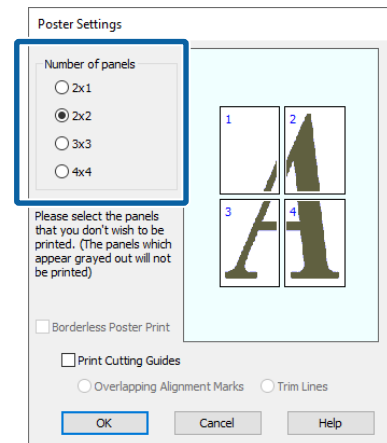 Poster Settings
Number of panels
2x1
2x2
3x3
4x4
1 2
3 4
Please select the panels
that you don't wish to be
printed. (The panels which
appear grayed out will not
be printed)
Borderless Poster Print
Print Cutting Guides
Overlapping Alignment Marks Trim Lines
OK Cancel Help